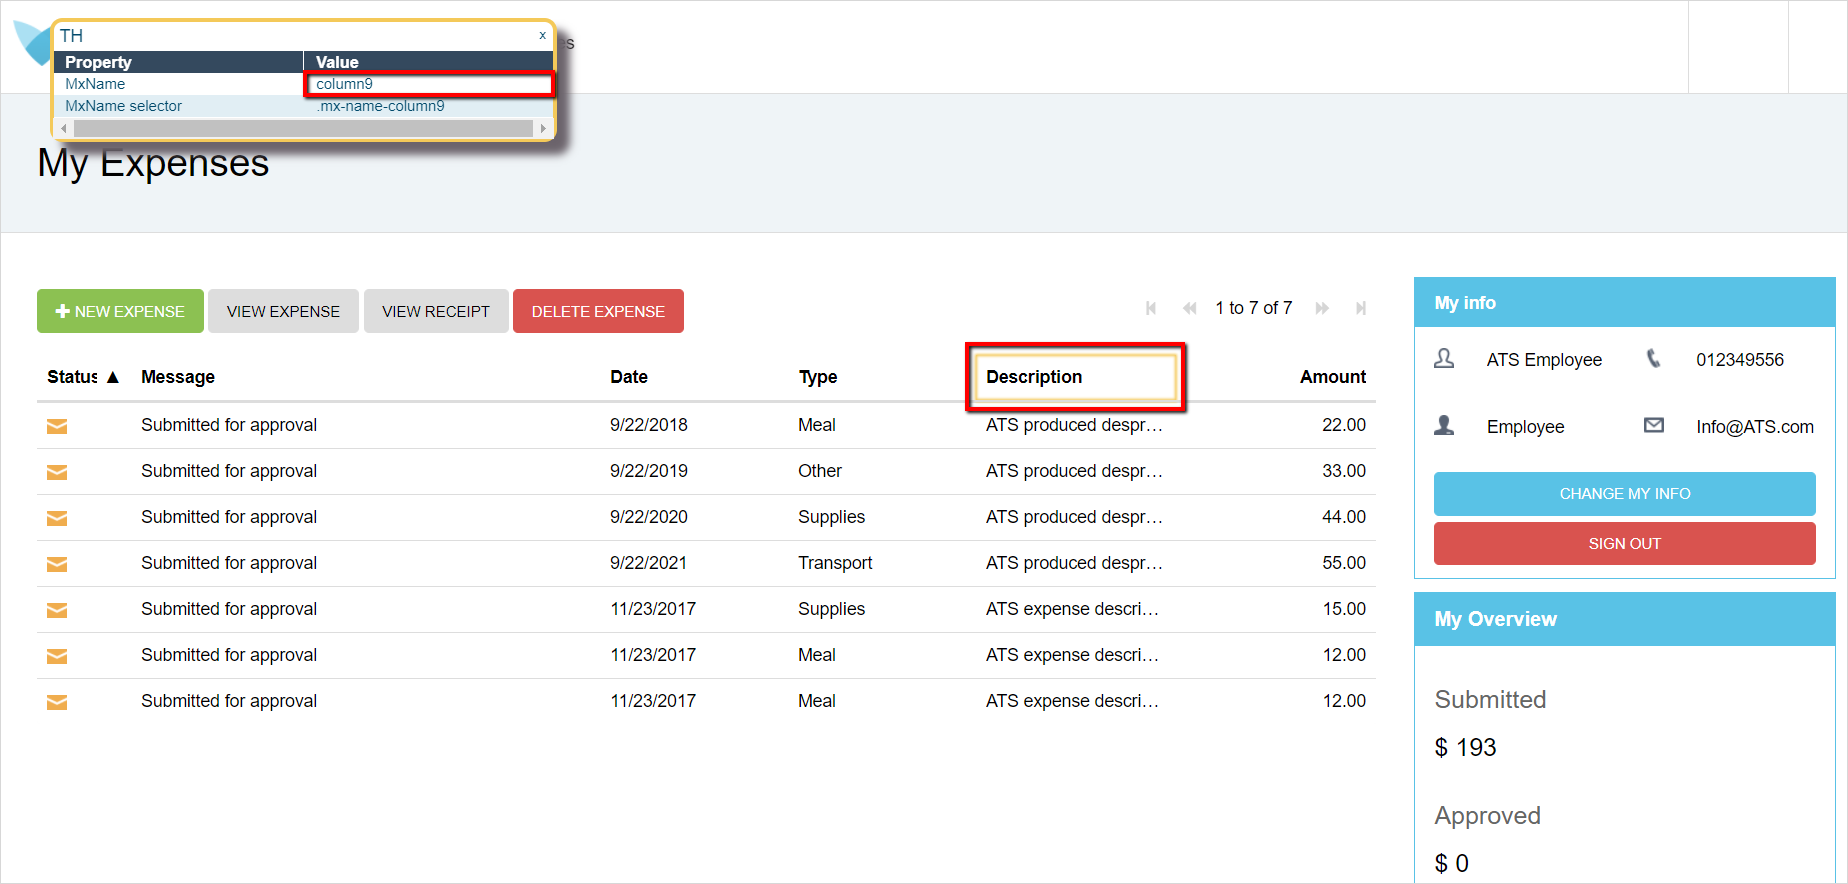 TH x
Property Value
MxName column9
MxName selector .mx-name-column9
es
My Expenses
NEW EXPENSE VIEW EXPENSE VIEW RECEIPT DELETE EXPENSE
1 to 7 of 7
Status ▲ Message Date Type Description Amount
Submitted for approval 9/22/2018 Meal ATS produced despr... 22.00
Submitted for approval 9/22/2019 Other ATS produced despr... 33.00
Submitted for approval 9/22/2020 Supplies ATS produced despr... 44.00
Submitted for approval 9/22/2021 Transport ATS produced despr... 55.00
Submitted for approval 11/23/2017 Supplies ATS expense descri... 15.00
Submitted for approval 11/23/2017 Meal ATS expense descri... 12.00
Submitted for approval 11/23/2017 Meal ATS expense descri... 12.00
My info
ATS Employee 012349556
Employee Info@ATS.com
CHANGE MY INFO
SIGN OUT
My Overview
Submitted
$ 193
Approved
$ 0